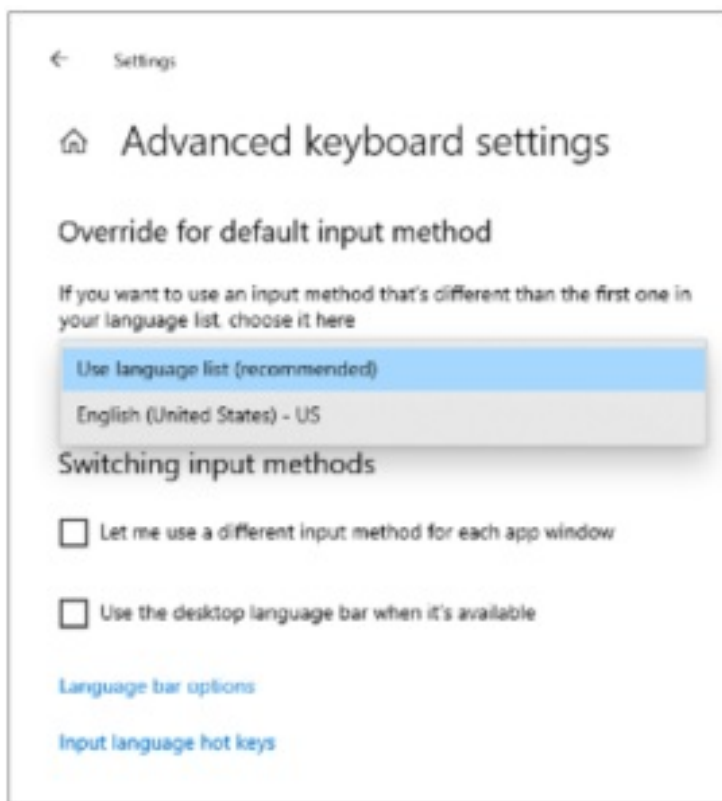 Settings
Advanced keyboard settings
Override for default input method
If you want to use an input method that's different than the first one in
your language list, choose it here
Use language list (recommended)
English (United States) - US
Switching input methods
Let me use a different input method for each app window
Use the desktop language bar when it's available
Language bar options
Input language hot keys